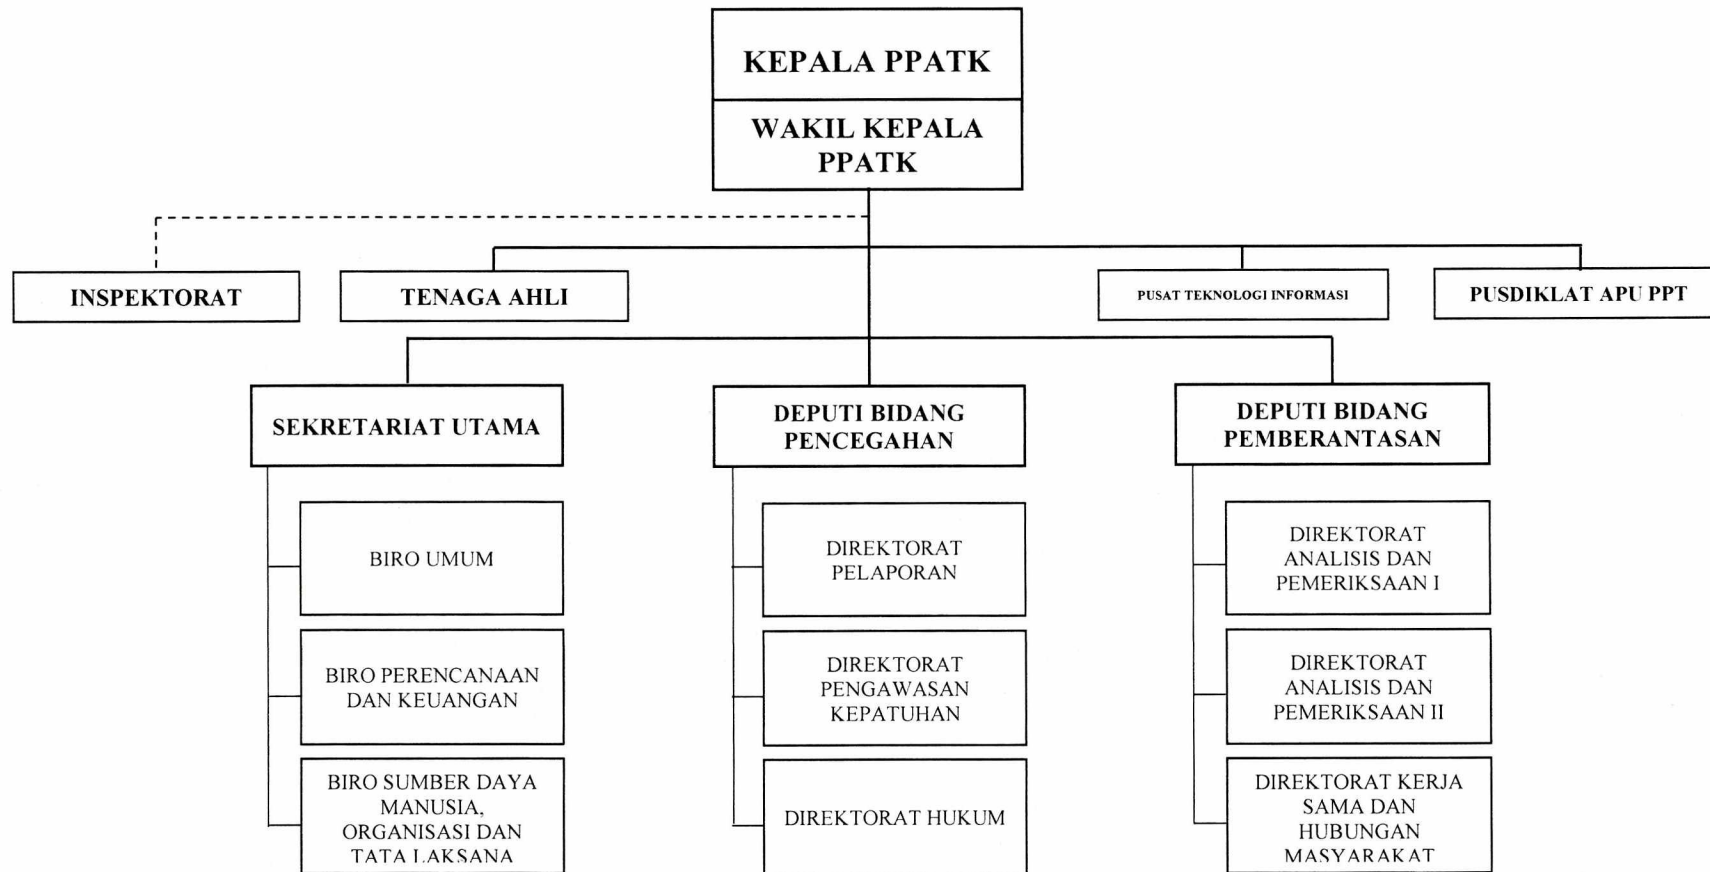 KEPALA PPATK
WAKIL KEPALA
PPATK
INSPEKTORAT
TENAGA AHLI
PUSAT TEKNOLOGI INFORMASI
PUSDIKLAT APU PPT
SEKRETARIAT UTAMA
DEPUTI BIDANG
PENCEGAHAN
DEPUTI BIDANG
PEMBERANTASAN
BIRO UMUM
BIRO PERENCANAAN
DAN KEUANGAN
BIRO SUMBER DAYA
MANUSIA,
ORGANISASI DAN
TATA LAKSANA
DIREKTORAT
PELAPORAN
DIREKTORAT
PENGAWASAN
KEPATUHAN
DIREKTORAT HUKUM
DIREKTORAT
ANALISIS DAN
PEMERIKSAAN I
DIREKTORAT
ANALISIS DAN
PEMERIKSAAN II
DIREKTORAT KERJA
SAMA DAN
HUBUNGAN
MASYARAKAT